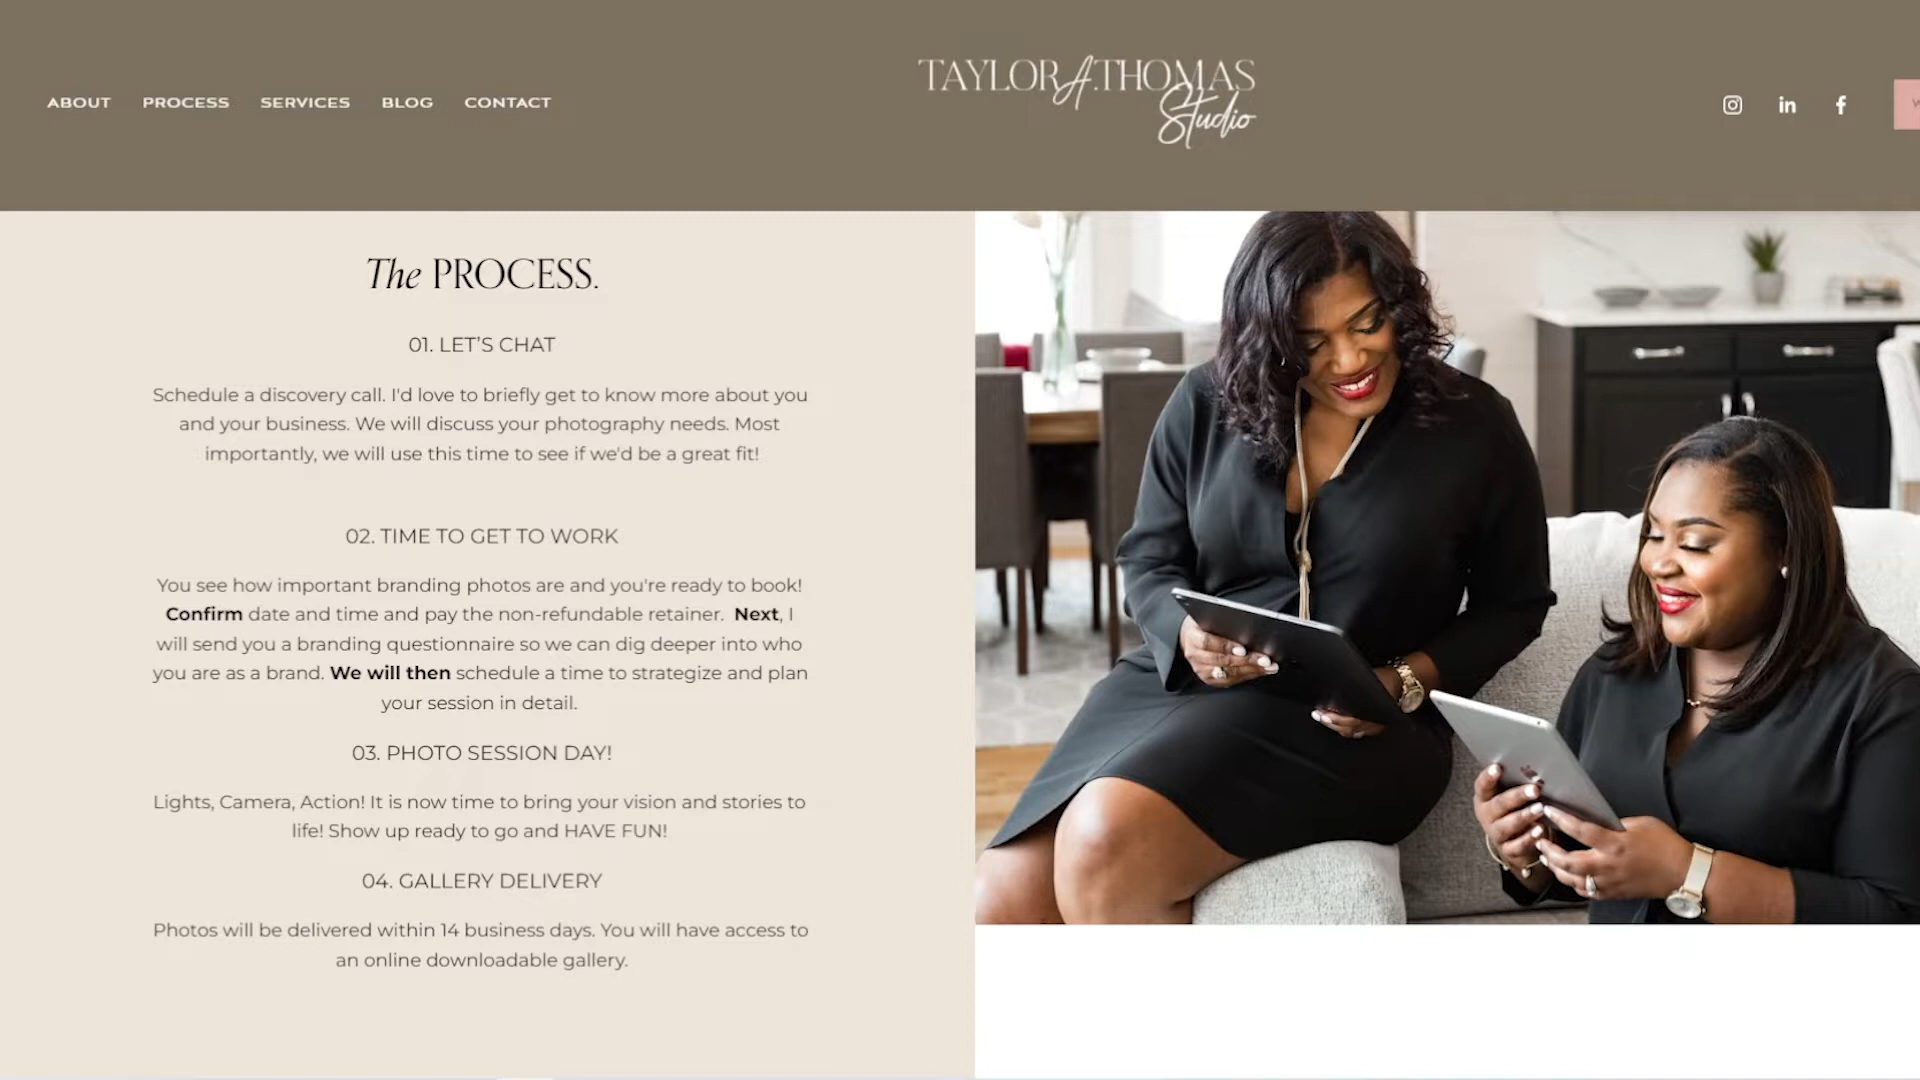 ABOUT PROCESS SERVICES BLOG CONTACT
TAYLOR A. THOMAS
Studio
The PROCESS.
01. LET'S CHAT
Schedule a discovery call. I'd love to briefly get to know more about you
and your business. We will discuss your photography needs. Most
importantly, we will use this time to see if we'd be a great fit!
02. TIME TO GET TO WORK
You see how important branding photos are and you're ready to book!
Confirm date and time and pay the non-refundable retainer. Next, I
will send you a branding questionnaire so we can dig deeper into who
you are as a brand. We will then schedule a time to strategize and plan
your session in detail.
03. PHOTO SESSION DAY!
Lights, Camera, Action! It is now time to bring your vision and stories to
life! Show up ready to go and HAVE FUN!
04. GALLERY DELIVERY
Photos will be delivered within 14 business days. You will have access to
an online downloadable gallery.